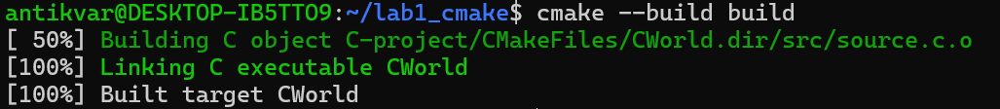 antikvar@DESKTOP-IB5TTO9:~/lab1_cmake$ cmake --build build
[ 50%] Building C object C-project/CMakeFiles/CWorld.dir/src/source.c.o
[100%] Linking C executable CWorld
[100%] Built target CWorld